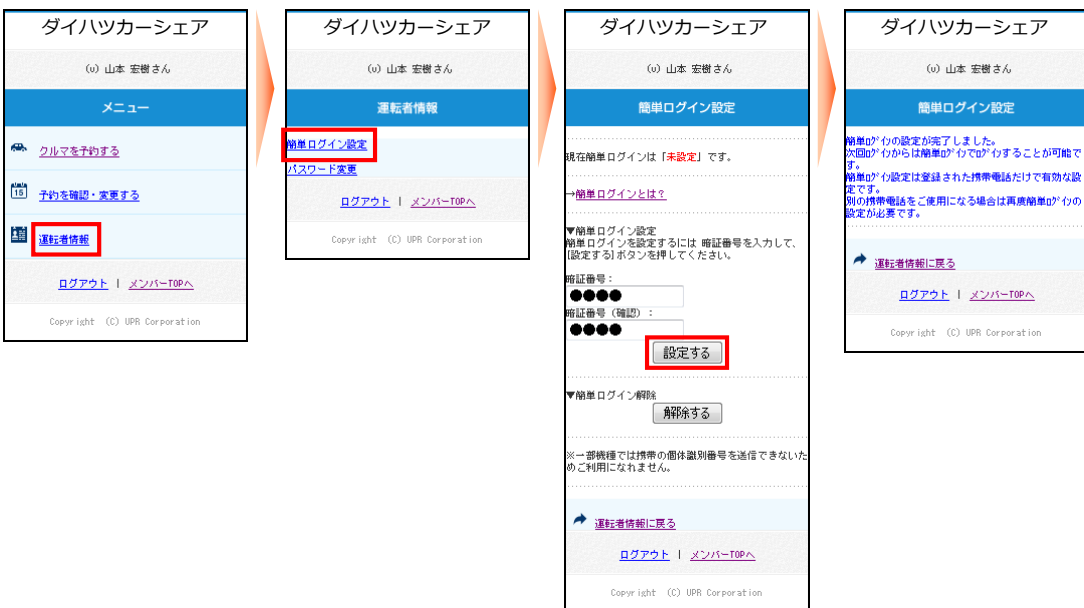 ダイハツカーシェア
(υ) 山本 宏樹さん
メニュー
クルマを予約する
15 予約を確認・変更する
運転者情報
ログアウト | メンバーTOPへ
Copyright (C) UPR Corporation
ダイハツカーシェア
(υ) 山本 宏樹さん
運転者情報
簡単ログイン設定
パスワード変更
ログアウト | メンバーTOPへ
Copyright (C) UPR Corporation
ダイハツカーシェア
(υ) 山本 宏樹さん
簡単ログイン設定
現在簡単ログインは「未設定」です。
→簡単ログインとは?
▼簡単ログイン設定
簡単ログインを設定するには 暗証番号を入力して、
[設定する]ボタンを押してください。
暗証番号:
●●●●
暗証番号(確認):
●●●●
設定する
▼簡単ログイン解除
解除する
※一部機種では携帯の個体識別番号を送信できないた
めご利用になれません。
運転者情報に戻る
ログアウト | メンバーTOPへ
Copyright (C) UPR Corporation
ダイハツカーシェア
(υ) 山本 宏樹さん
簡単ログイン設定
簡単ﾛｸﾞｲﾝの設定が完了しました。
次回ﾛｸﾞｲﾝからは簡単ﾛｸﾞｲﾝでﾛｸﾞｲﾝすることが可能で
す。
簡単ﾛｸﾞｲﾝ設定は登録された携帯電話だけで有効な設
定です。
別の携帯電話をご使用になる場合は再度簡単ﾛｸﾞｲﾝの
設定が必要です。
運転者情報に戻る
ログアウト | メンバーTOPへ
Copyright (C) UPR Corporation